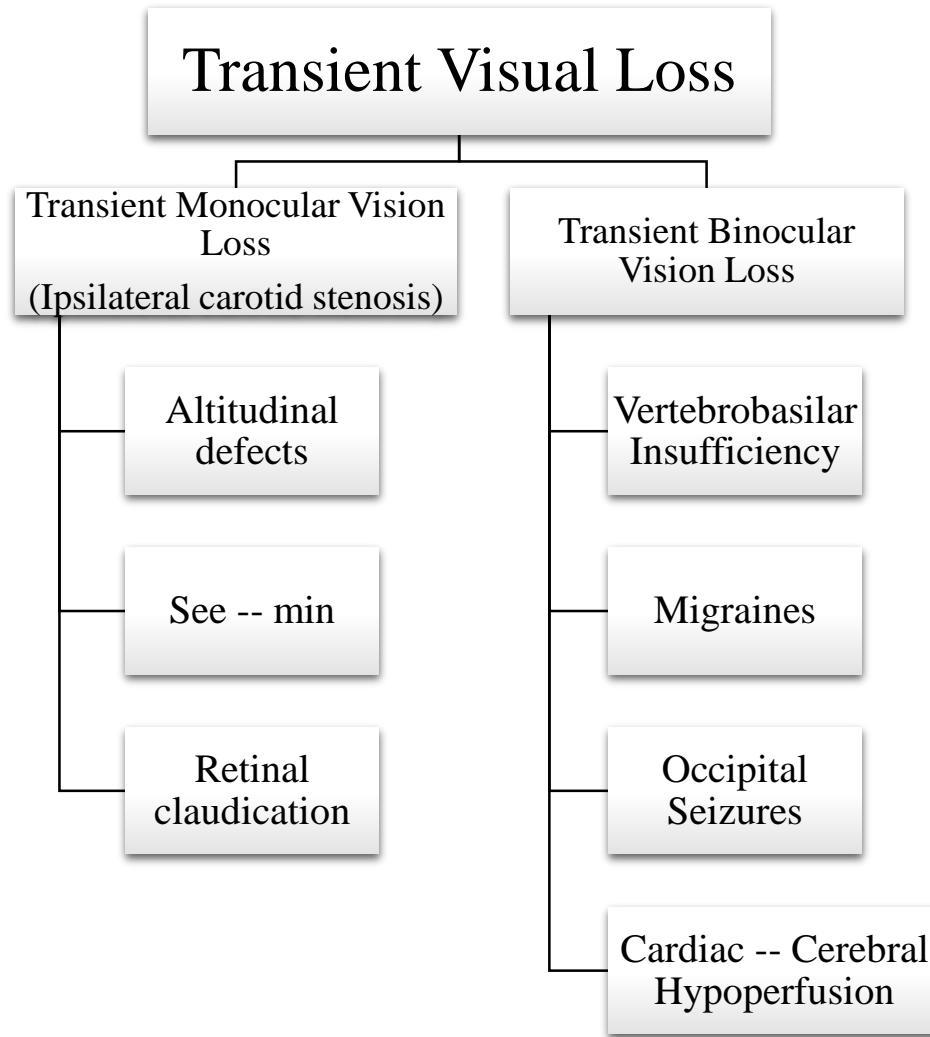 Transient Visual Loss
Transient Monocular Vision
Loss
(Ipsilateral carotid stenosis)
Altitudinal
defects
See -- min
Retinal
claudication
Transient Binocular
Vision Loss
Vertebrobasilar
Insufficiency
Migraines
Occipital
Seizures
Cardiac -- Cerebral
Hypoperfusion